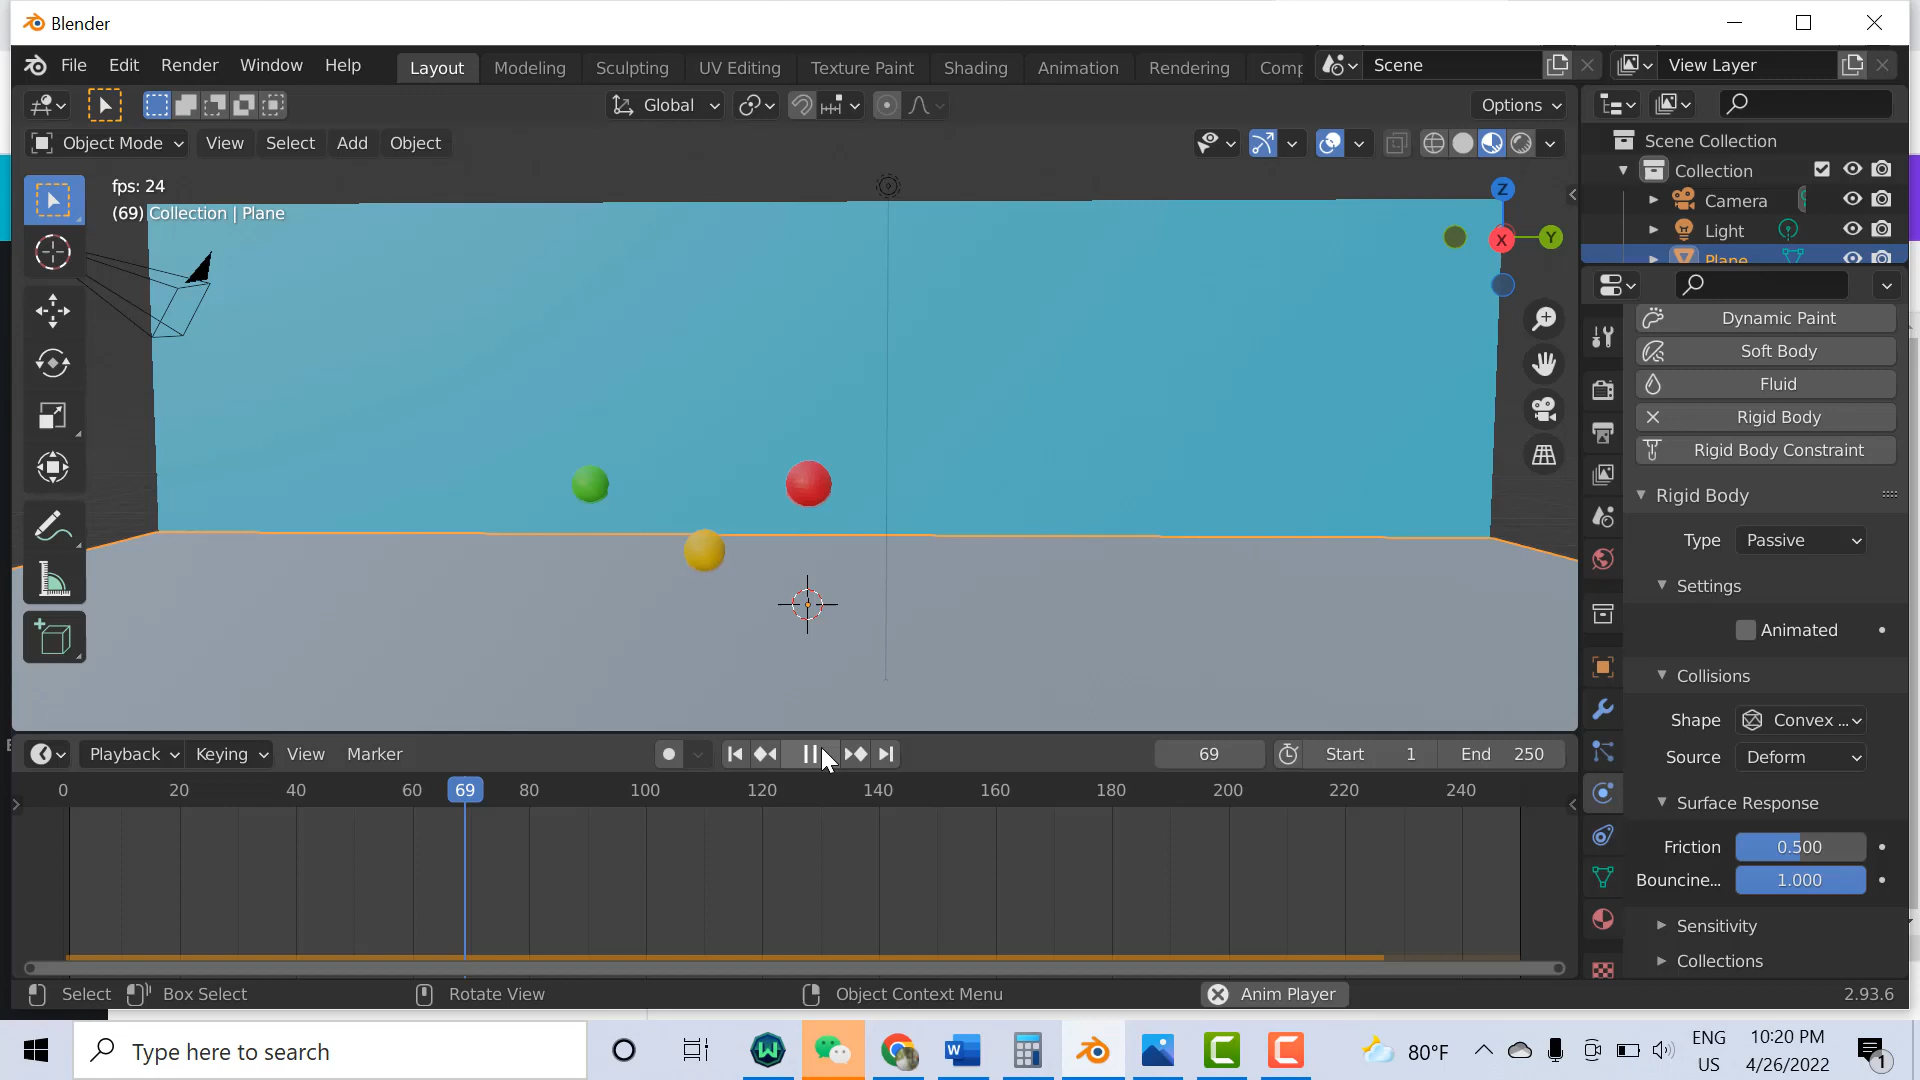 Blender
File Edit Render Window Help Layout Modeling Sculpting UV Editing Texture Paint Shading Animation Rendering Comp Scene View Layer
Global Options
Object Mode View Select Add Object
Scene Collection
Collection
Camera
Light
Plane
fps: 24
(69) Collection | Plane
Z
X
Y
Dynamic Paint
Soft Body
Fluid
Rigid Body
Rigid Body Constraint
Rigid Body
Type Passive
Settings
Animated
Collisions
Shape Convex ...
Source Deform
Surface Response
Friction 0.500
Bouncine... 1.000
Sensitivity
Collections
Playback Keying View Marker 69 Start 1 End 250
0 20 40 60 69 80 100 120 140 160 180 200 220 240
Select Box Select Rotate View Object Context Menu Anim Player 2.93.6
Type here to search
W
W
C
C
80°F
ENG
US
10:20 PM
4/26/2022
1